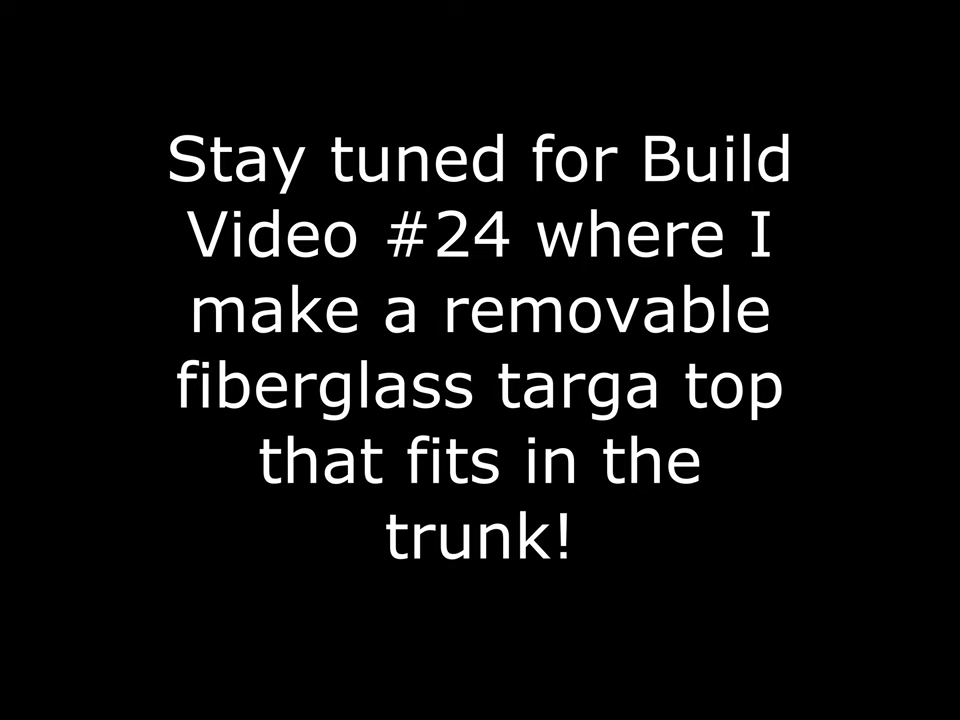 Stay tuned for Build
Video #24 where I
make a removable
fiberglass targa top
that fits in the
trunk!